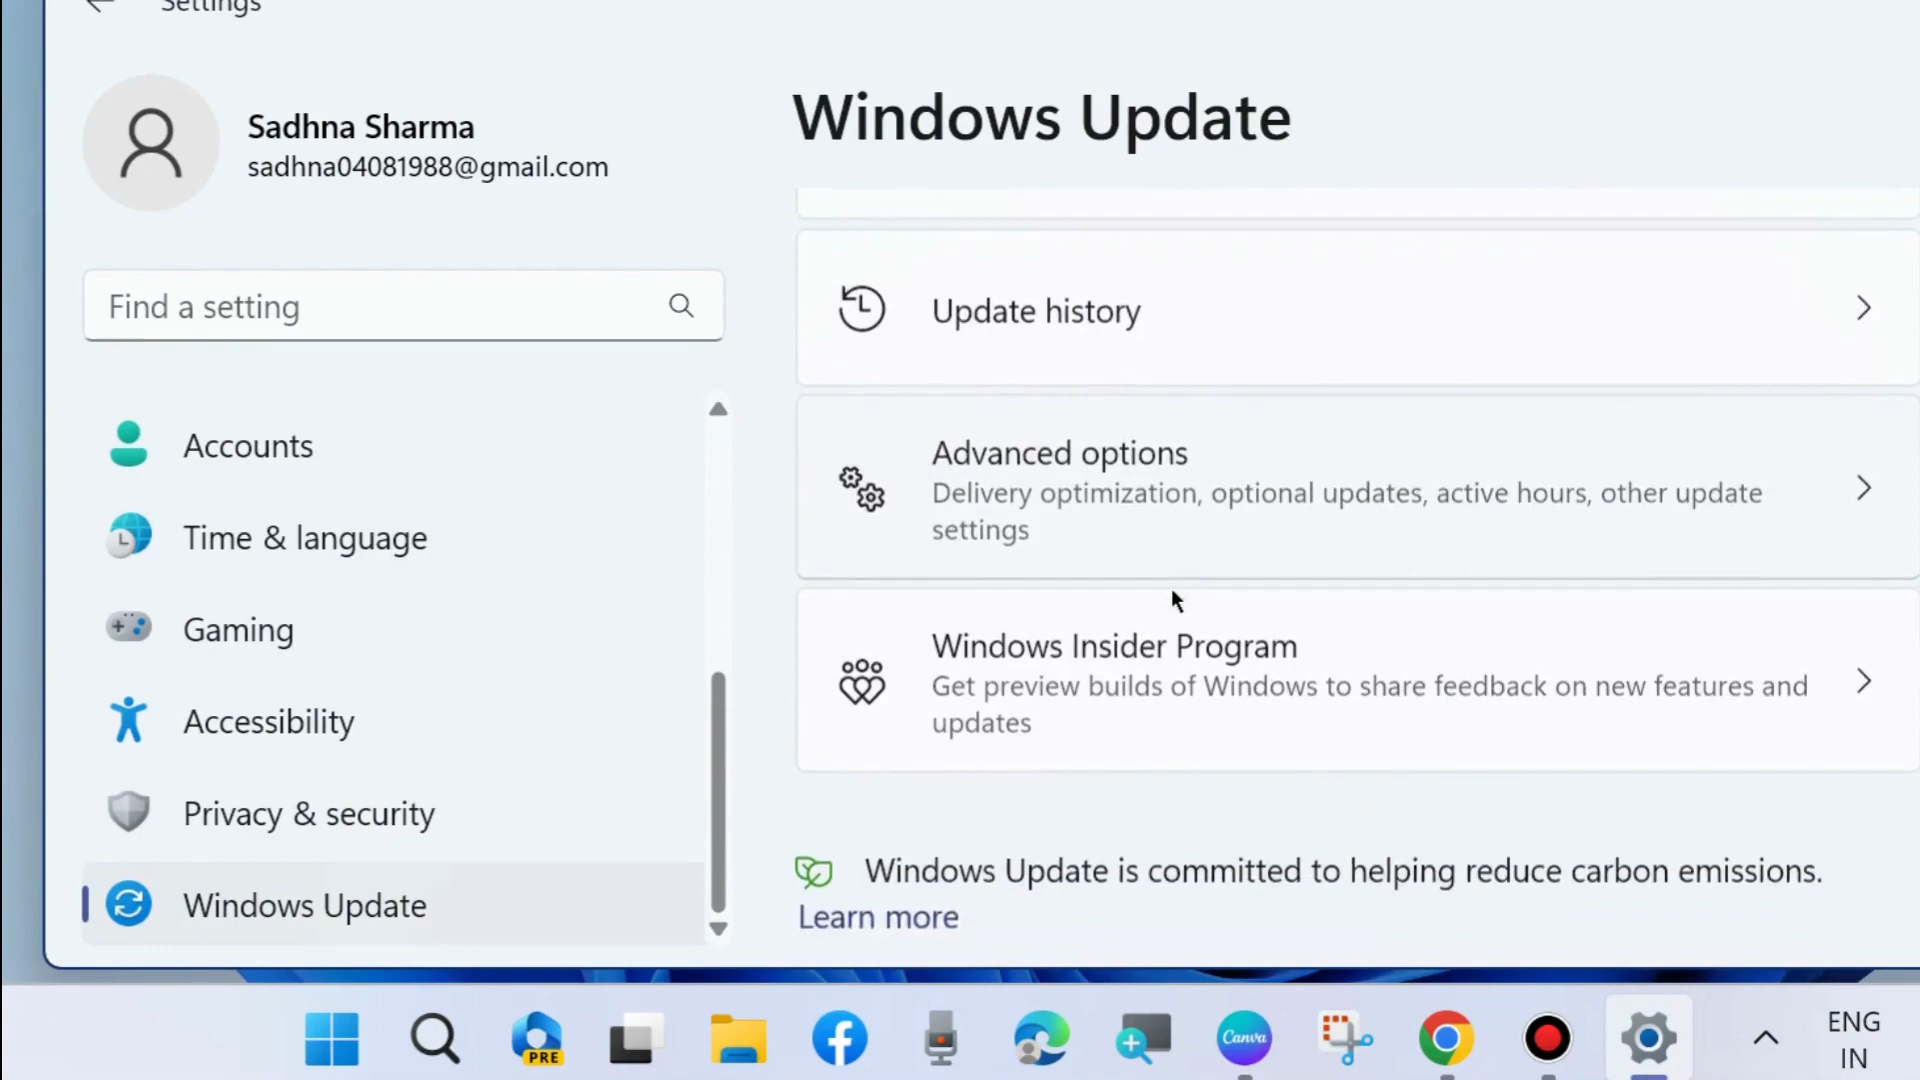 Settings
Sadhna Sharma
sadhna04081988@gmail.com
Find a setting
Accounts
Time & language
Gaming
Accessibility
Privacy & security
Windows Update
Windows Update
Update history
Advanced options
Delivery optimization, optional updates, active hours, other update
settings
Windows Insider Program
Get preview builds of Windows to share feedback on new features and
updates
Windows Update is committed to helping reduce carbon emissions.
Learn more
PRE
Canva
ENG
IN